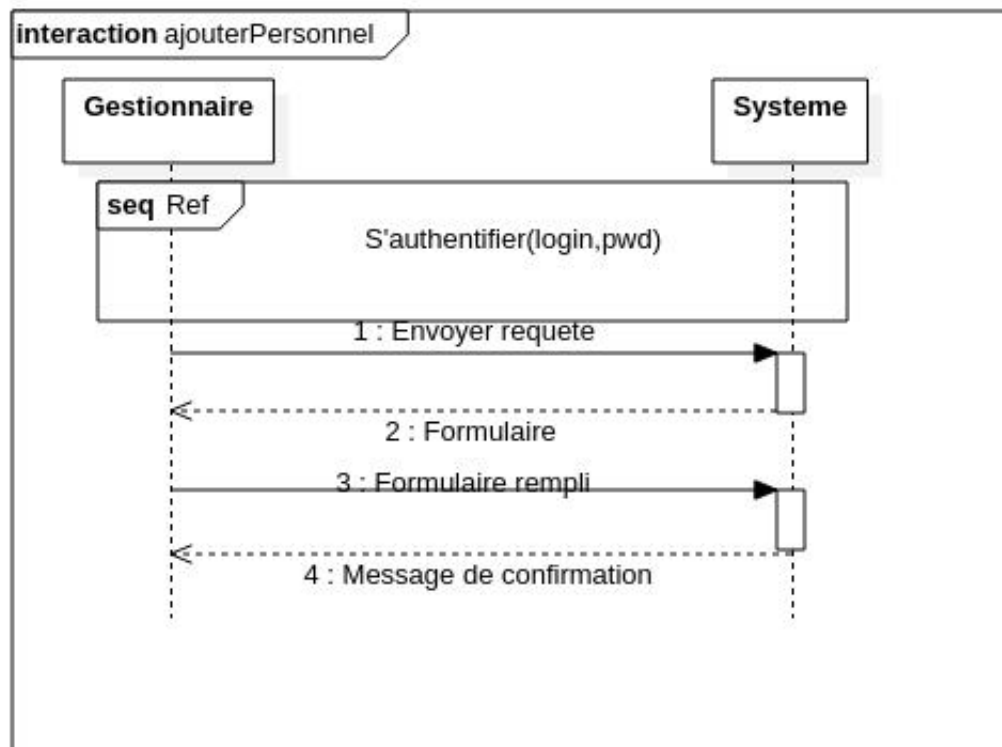 interaction ajouterPersonnel
Gestionnaire
Systeme
seq Ref
S'authentifier(login,pwd)
1 : Envoyer requete
2 : Formulaire
3 : Formulaire rempli
4 : Message de confirmation